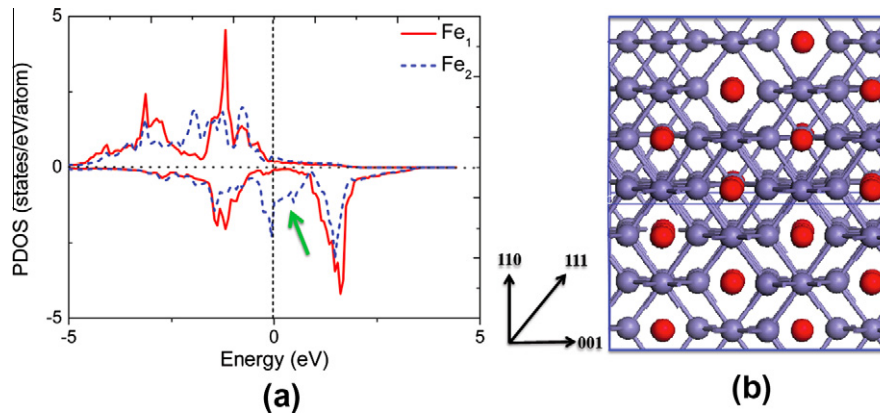 5
0
-5
PDOS (states/eV/atom)
Fe₁
Fe₂
-5
0
5
Energy (eV)
(a)
110
111
001
(b)